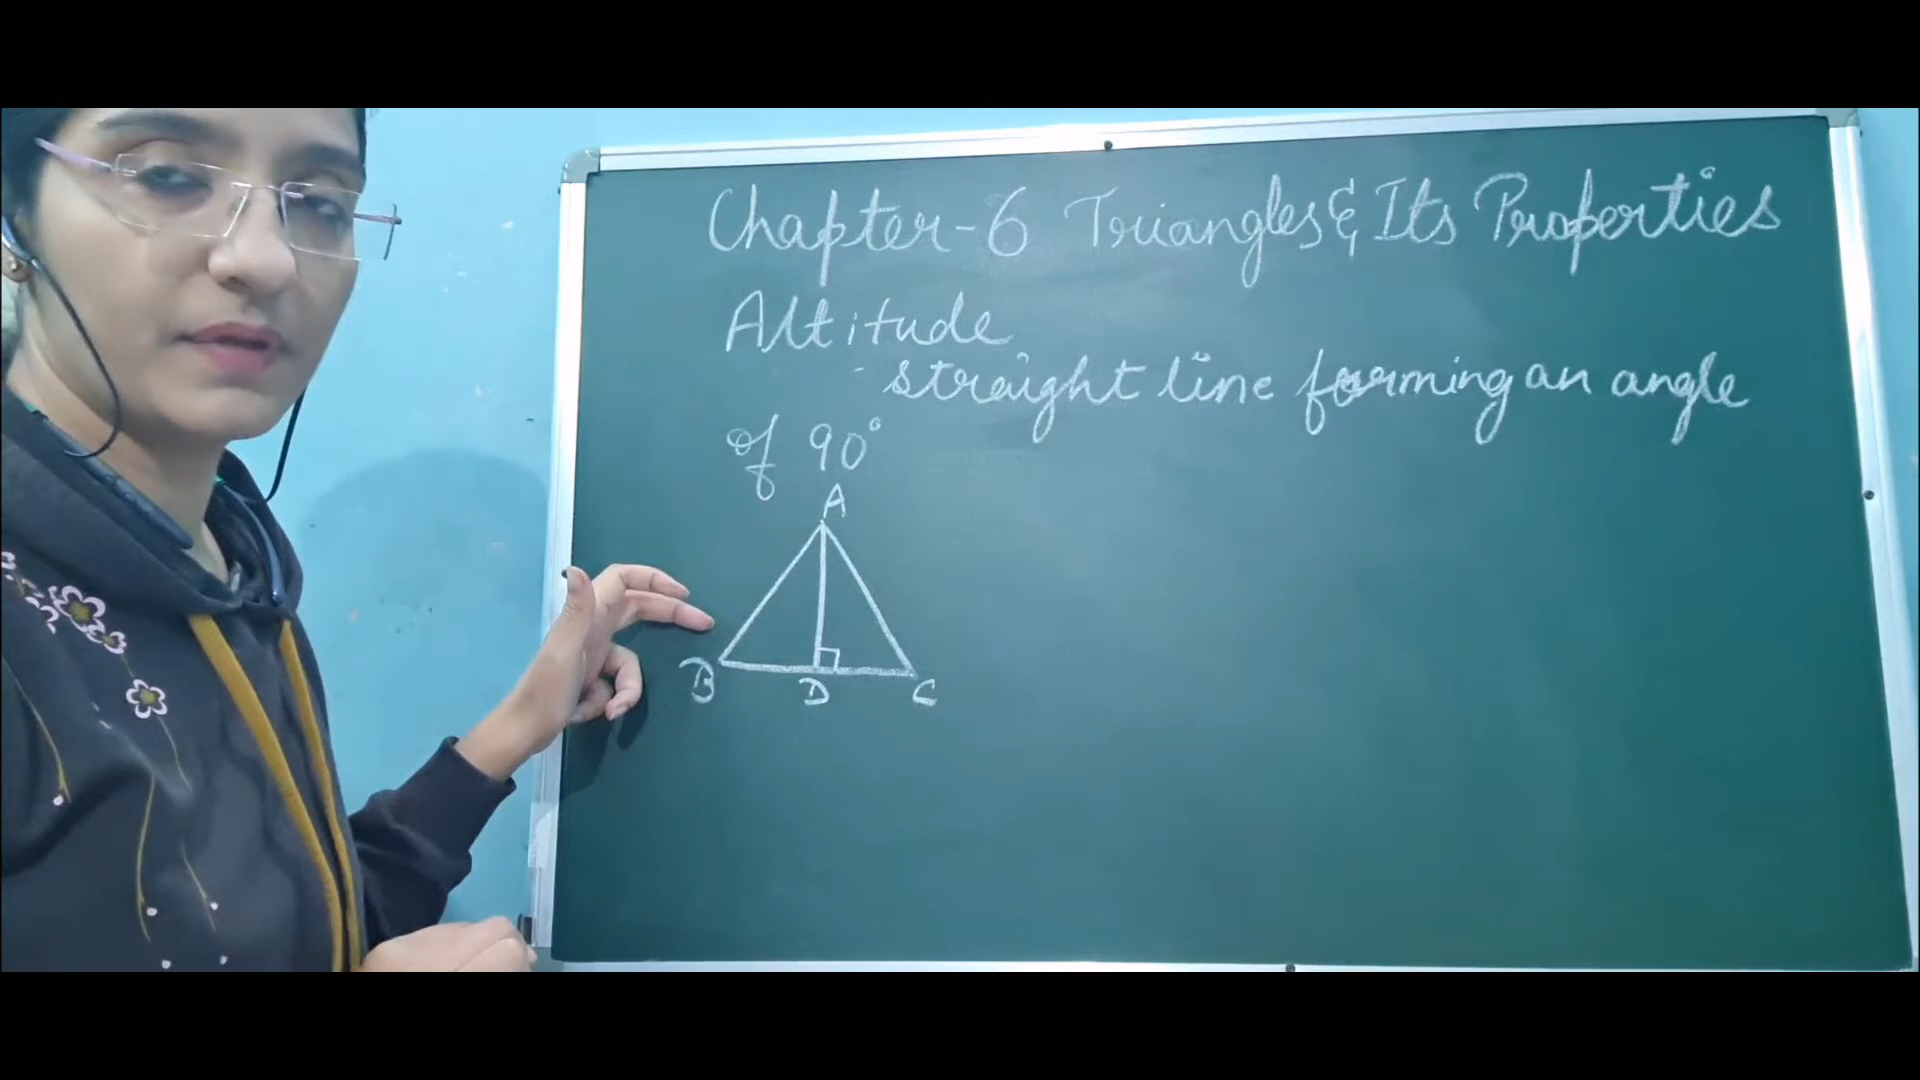 Chapter-6 Triangles & Its Properties
Altitude
- straight line forming an angle
of 90°
A
B D C